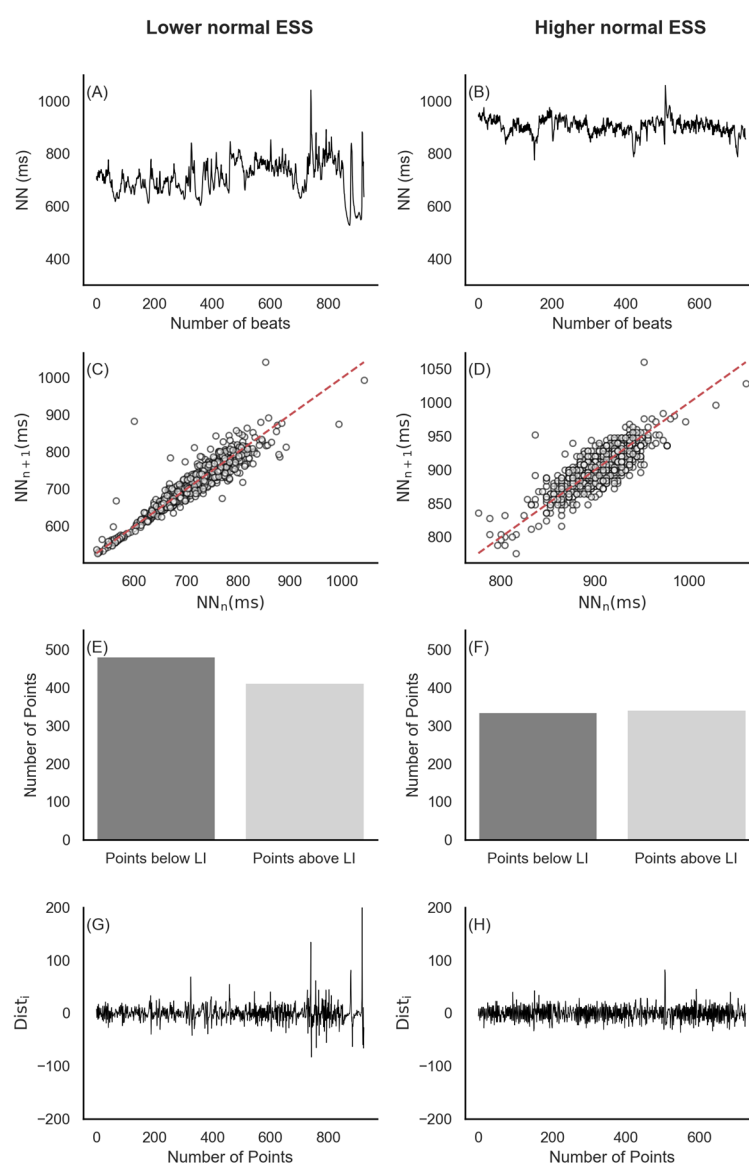 Lower normal ESS
Higher normal ESS
(A)
NN (ms)
1000
800
600
400
0 200 400 600 800
Number of beats
(B)
NN (ms)
1000
800
600
400
0 200 400 600
Number of beats
(C)
NNn+1(ms)
1000
900
800
700
600
600 700 800 900 1000
NNn(ms)
(D)
NNn+1(ms)
1050
1000
950
900
850
800
800 900 1000
NNn(ms)
(E)
Number of Points
500
400
300
200
100
0
Points below LI Points above LI
(F)
Number of Points
500
400
300
200
100
0
Points below LI Points above LI
(G)
Disti
200
100
0
−100
−200
0 200 400 600 800
Number of Points
(H)
Disti
200
100
0
−100
−200
0 200 400 600
Number of Points